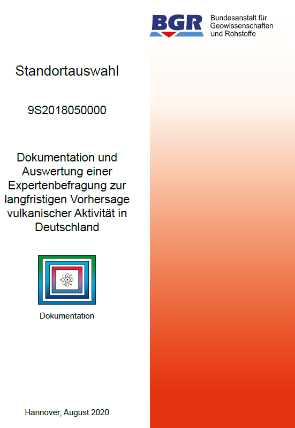 BGR
Bundesanstalt für
Geowissenschaften
und Rohstoffe
Standortauswahl
9S2018050000
Dokumentation und
Auswertung einer
Expertenbefragung zur
langfristigen Vorhersage
vulkanischer Aktivität in
Deutschland
Dokumentation
Hannover, August 2020